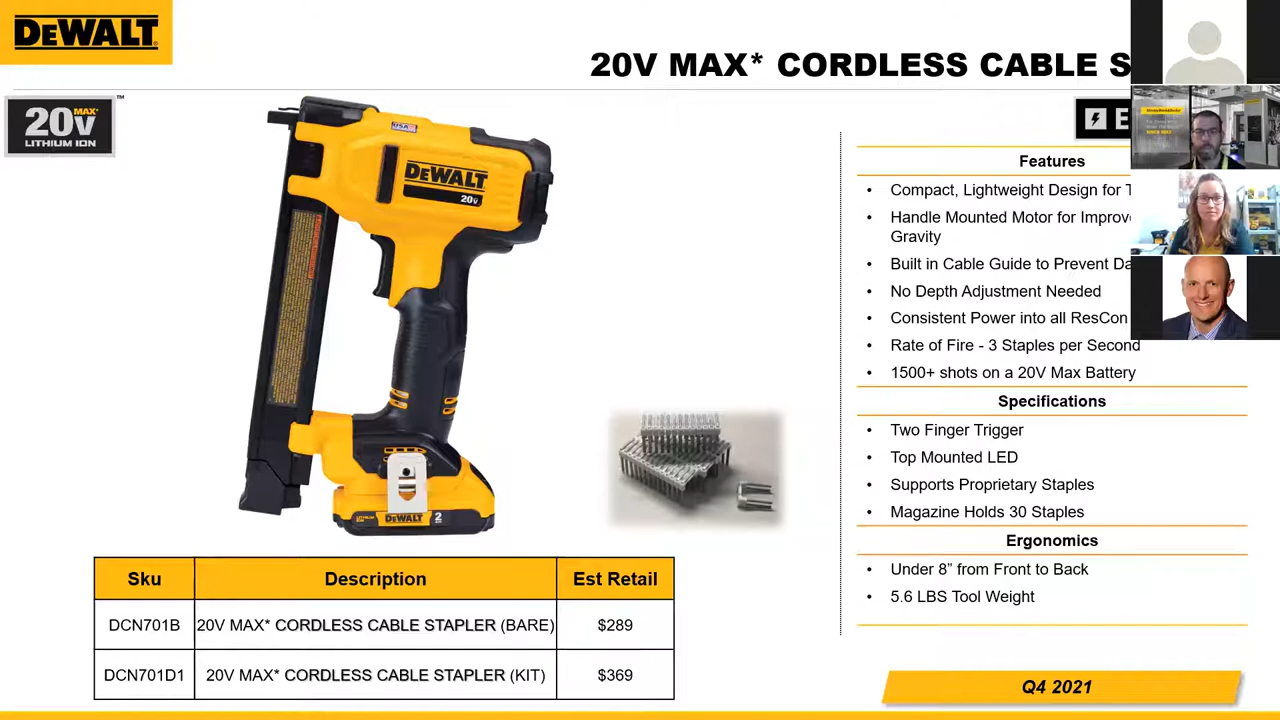 DEWALT
20V MAX* CORDLESS CABLE
20V MAX*
LITHIUM ION
USA
DEWALT
20V
DEWALT
2
Features
• Compact, Lightweight Design for
• Handle Mounted Motor for
Gravity
• Built in Cable Guide to Prevent
• No Depth Adjustment Needed
• Consistent Power into all ResCon
• Rate of Fire - 3 Staples per Second
• 1500+ shots on a 20V Max Battery
Specifications
• Two Finger Trigger
• Top Mounted LED
• Supports Proprietary Staples
• Magazine Holds 30 Staples
Ergonomics
• Under 8” from Front to Back
• 5.6 LBS Tool Weight
Sku Description Est Retail
DCN701B 20V MAX* CORDLESS CABLE STAPLER (BARE) $289
DCN701D1 20V MAX* CORDLESS CABLE STAPLER (KIT) $369
Q4 2021